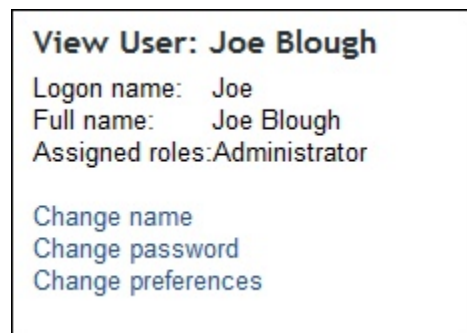 View User: Joe Blough
Logon name: Joe
Full name: Joe Blough
Assigned roles:Administrator
Change name
Change password
Change preferences